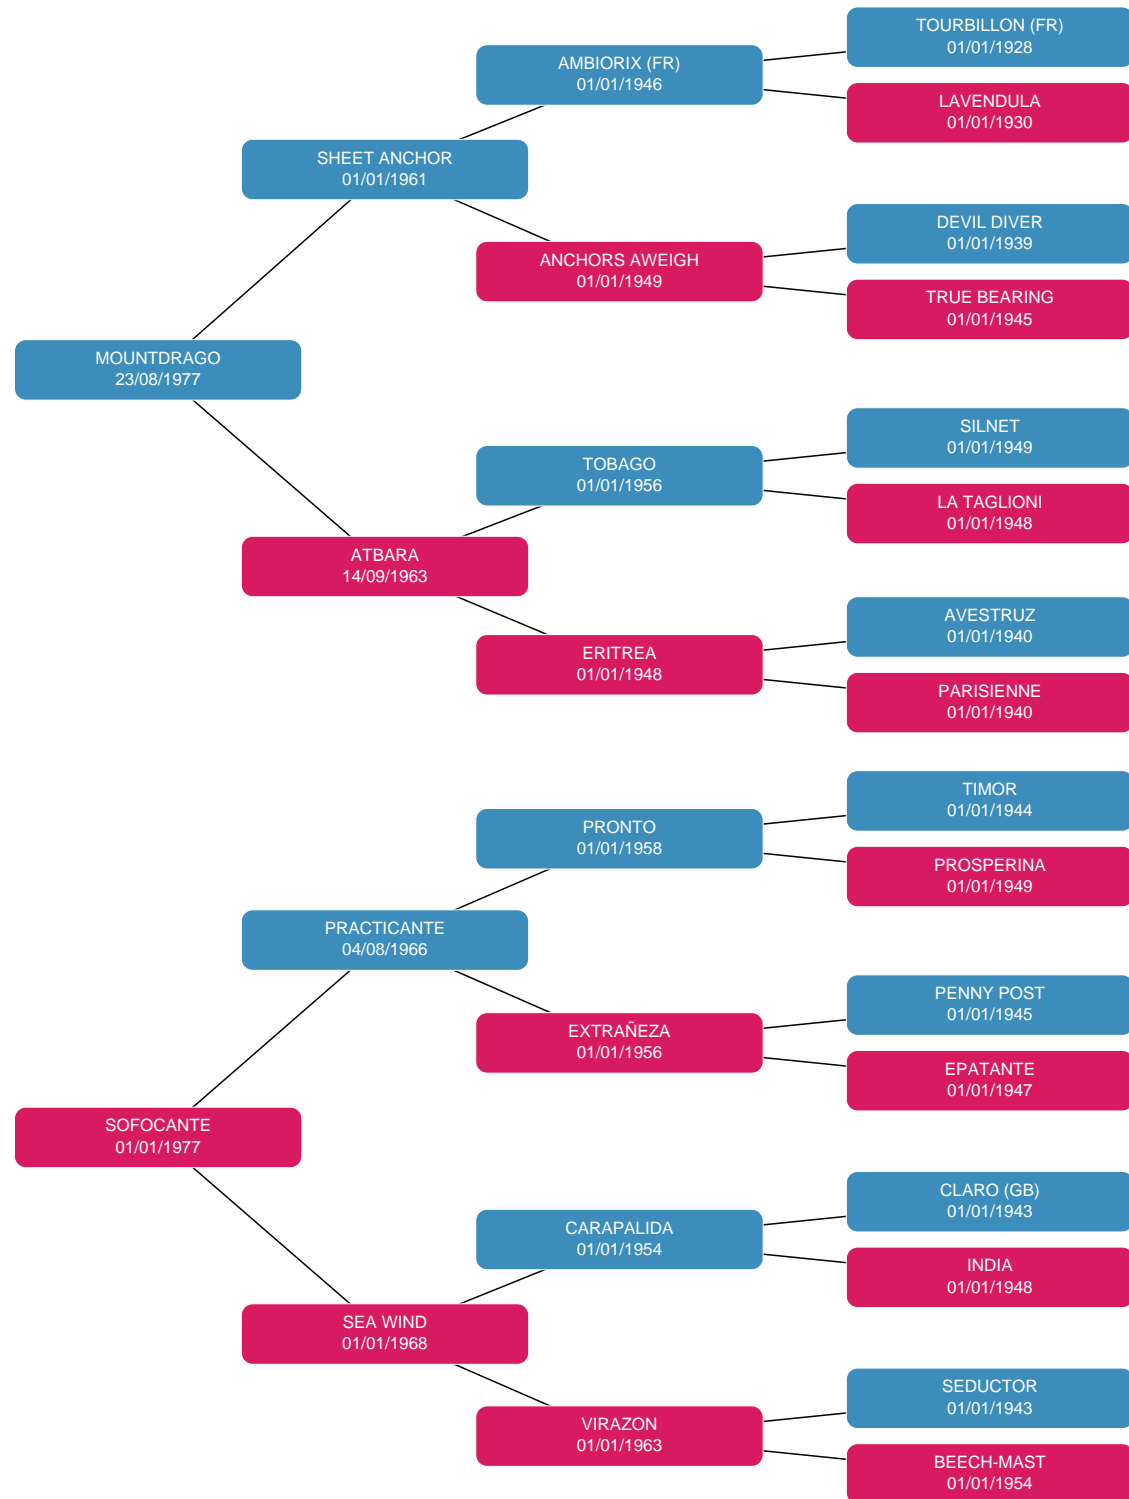 TOURBILLON (FR)
01/01/1928
AMBIORIX (FR)
01/01/1946
LAVENDULA
01/01/1930
SHEET ANCHOR
01/01/1961
DEVIL DIVER
01/01/1939
ANCHORS AWEIGH
01/01/1949
TRUE BEARING
01/01/1945
MOUNTDRAGO
23/08/1977
SILNET
01/01/1949
TOBAGO
01/01/1956
LA TAGLIONI
01/01/1948
ATBARA
14/09/1963
AVESTRUZ
01/01/1940
ERITREA
01/01/1948
PARISIENNE
01/01/1940
TIMOR
01/01/1944
PRONTO
01/01/1958
PROSPERINA
01/01/1949
PRACTICANTE
04/08/1966
PENNY POST
01/01/1945
EXTRAÑEZA
01/01/1956
EPATANTE
01/01/1947
SOFOCANTE
01/01/1977
CLARO (GB)
01/01/1943
CARAPALIDA
01/01/1954
INDIA
01/01/1948
SEA WIND
01/01/1968
SEDUCTOR
01/01/1943
VIRAZON
01/01/1963
BEECH-MAST
01/01/1954